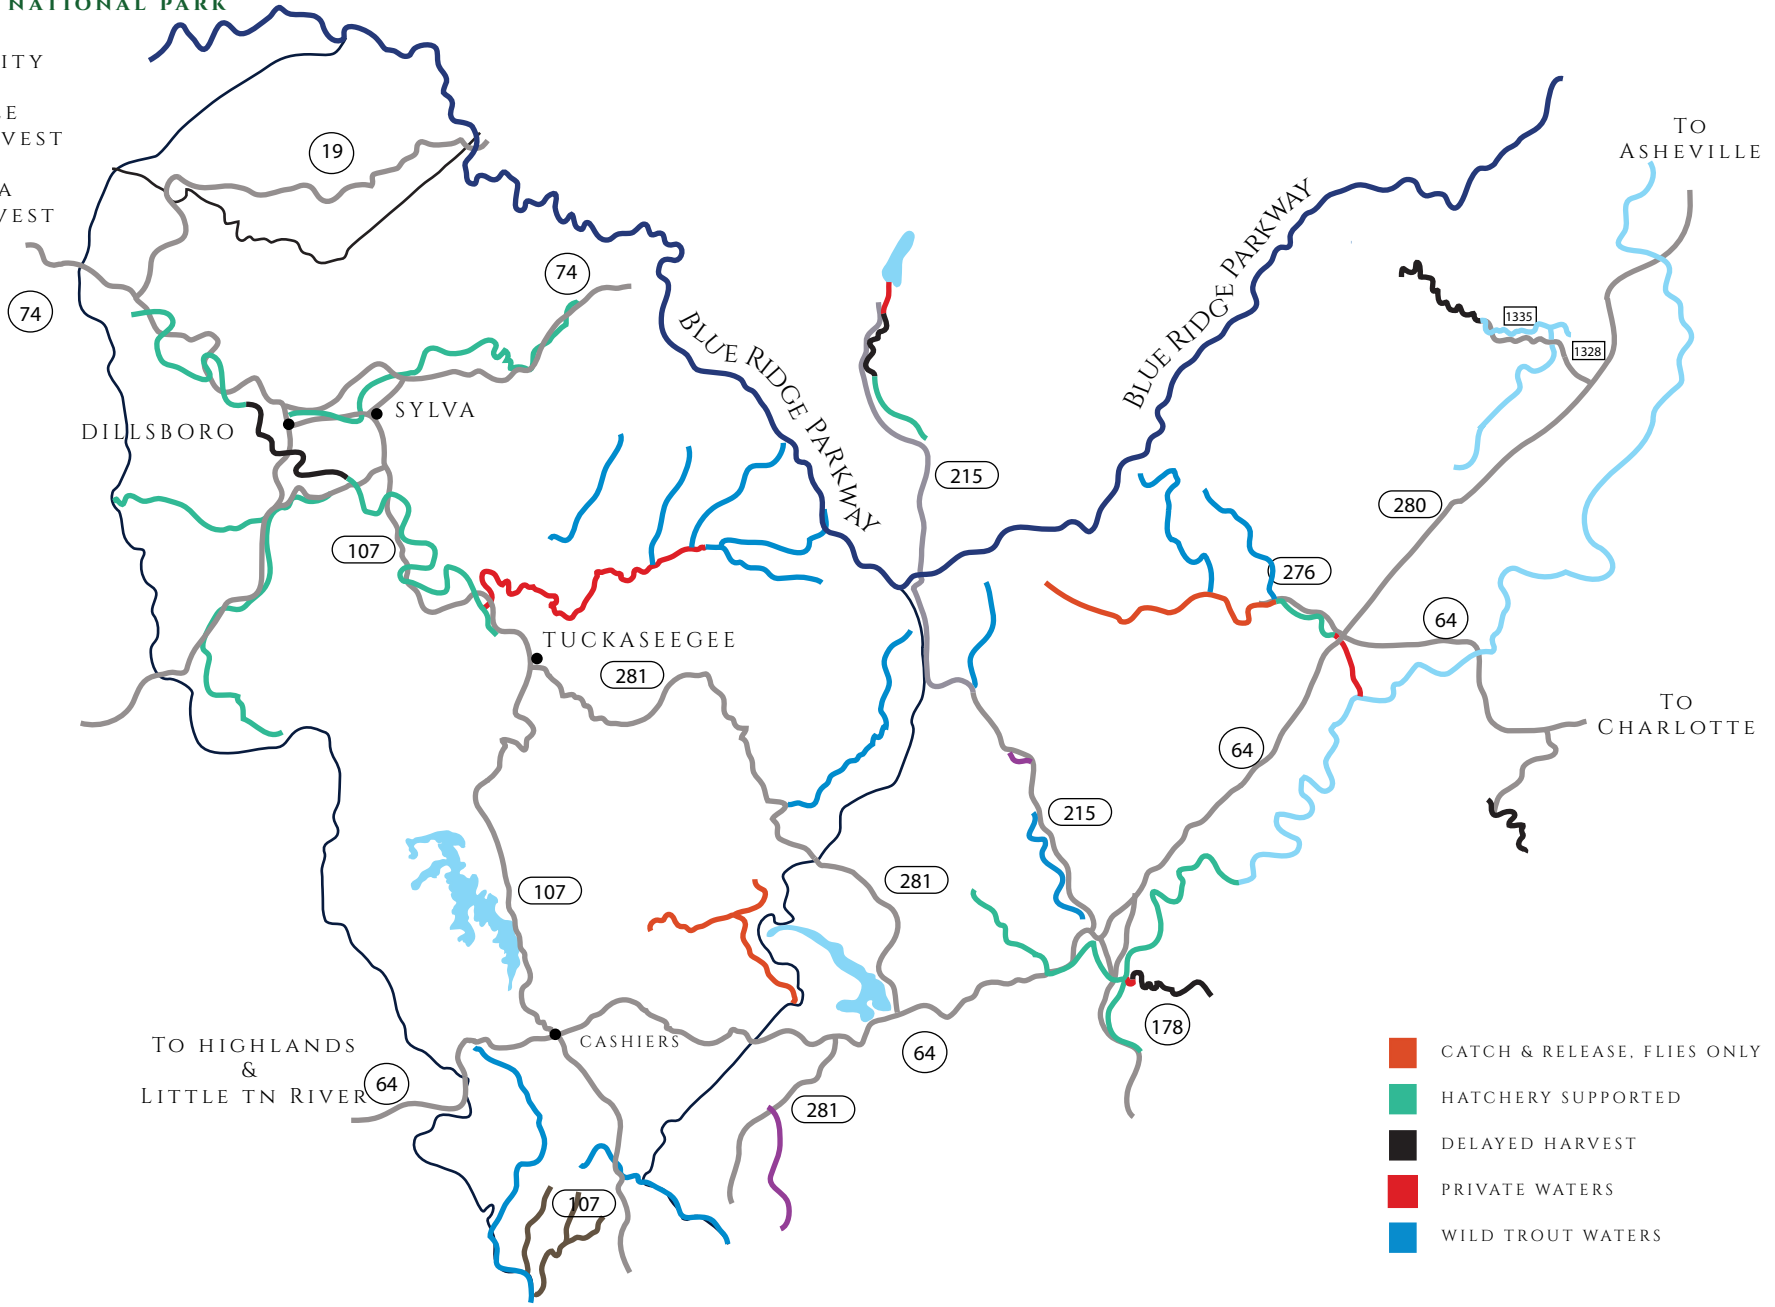 NATIONAL PARK
ITY
E
VEST
A
VEST
19
74
74
BLUE RIDGE PARKWAY
BLUE RIDGE PARKWAY
TO
ASHEVILLE
1335
1328
SYLVA
DILLSBORO
215
280
107
276
64
TUCKASEEGEE
281
TO
CHARLOTTE
64
215
107
281
178
CASHIERS
64
TO HIGHLANDS
&
LITTLE TN RIVER
64
281
107
CATCH & RELEASE, FLIES ONLY
HATCHERY SUPPORTED
DELAYED HARVEST
PRIVATE WATERS
WILD TROUT WATERS